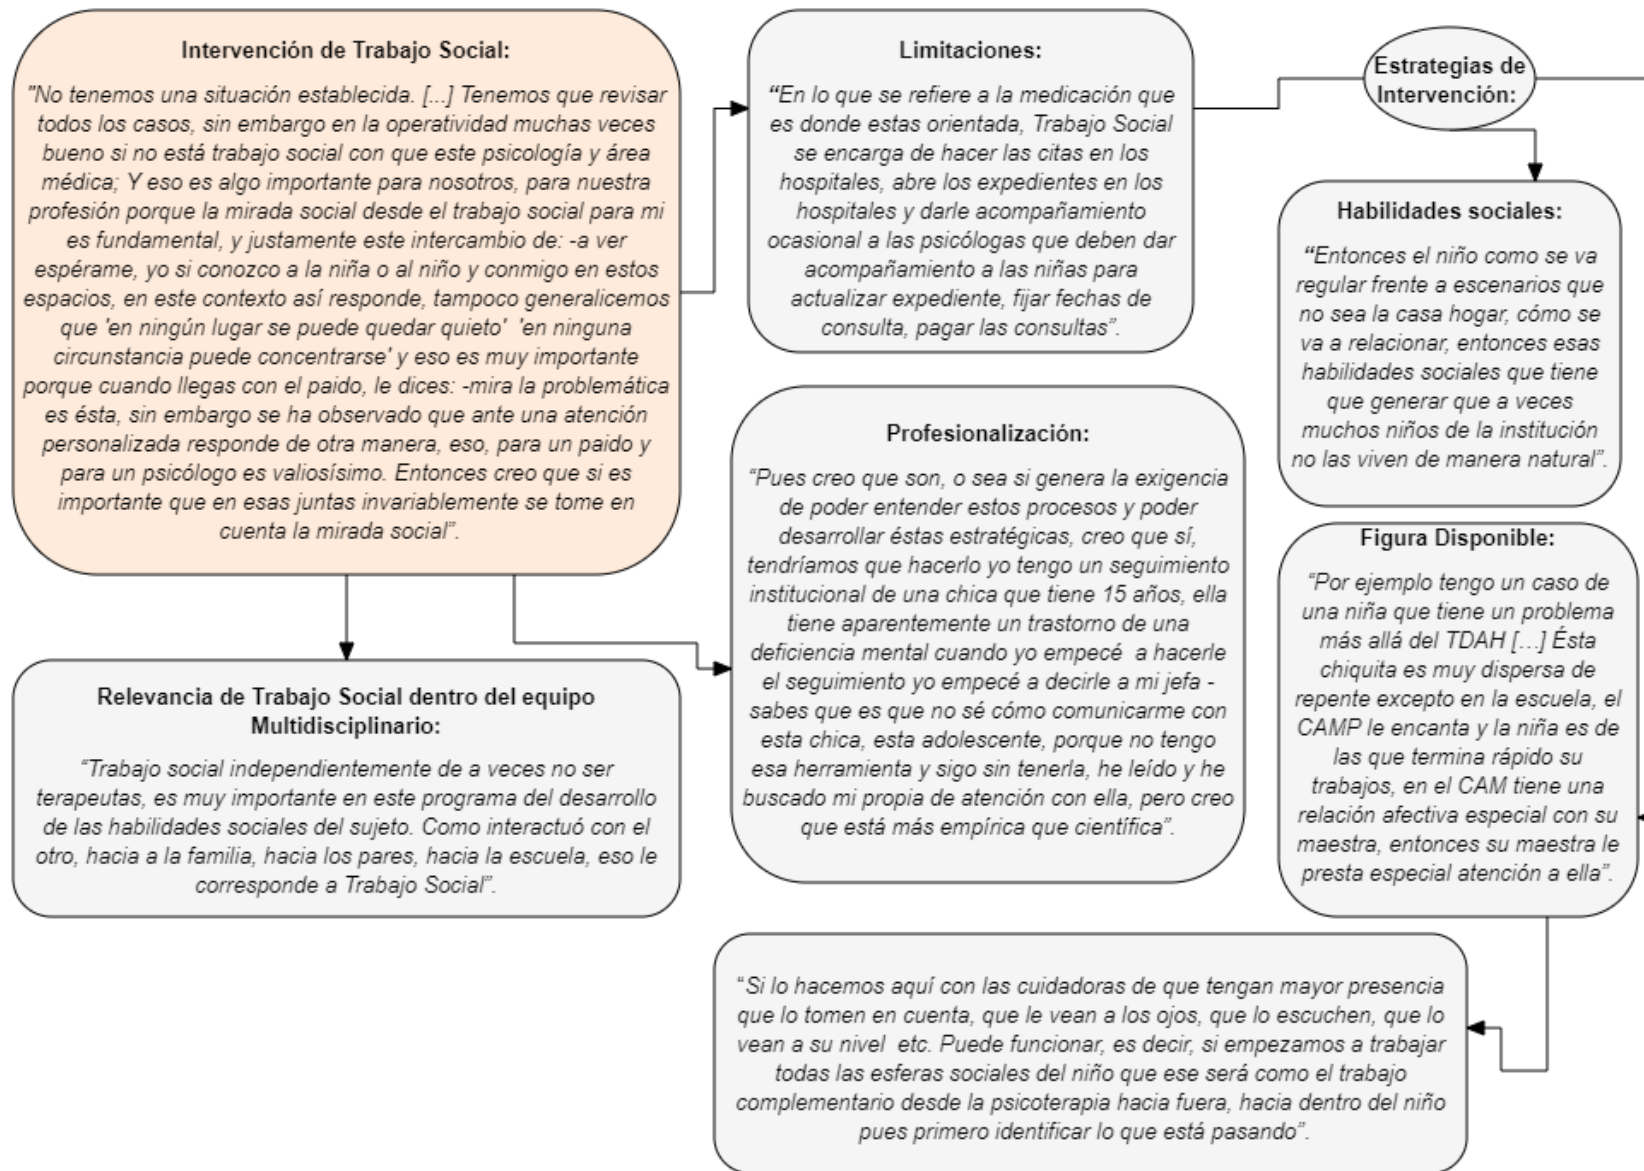 Intervención de Trabajo Social:
"No tenemos una situación establecida. [...] Tenemos que revisar
todos los casos, sin embargo en la operatividad muchas veces
bueno si no está trabajo social con que este psicología y área
médica; Y eso es algo importante para nosotros, para nuestra
profesión porque la mirada social desde el trabajo social para mi
es fundamental, y justamente este intercambio de: -a ver
espérame, yo si conozco a la niña o al niño y conmigo en estos
espacios, en este contexto así responde, tampoco generalicemos
que 'en ningún lugar se puede quedar quieto' 'en ninguna
circunstancia puede concentrarse' y eso es muy importante
porque cuando llegas con el paido, le dices: -mira la problemática
es ésta, sin embargo se ha observado que ante una atención
personalizada responde de otra manera, eso, para un paido y
para un psicólogo es valiosísimo. Entonces creo que si es
importante que en esas juntas invariablemente se tome en
cuenta la mirada social”.
Relevancia de Trabajo Social dentro del equipo
Multidisciplinario:
“Trabajo social independientemente de a veces no ser
terapeutas, es muy importante en este programa del desarrollo
de las habilidades sociales del sujeto. Como interactuó con el
otro, hacia a la familia, hacia los pares, hacia la escuela, eso le
corresponde a Trabajo Social”.
Limitaciones:
“En lo que se refiere a la medicación que
es donde estas orientada, Trabajo Social
se encarga de hacer las citas en los
hospitales, abre los expedientes en los
hospitales y darle acompañamiento
ocasional a las psicólogas que deben dar
acompañamiento a las niñas para
actualizar expediente, fijar fechas de
consulta, pagar las consultas”.
Profesionalización:
“Pues creo que son, o sea si genera la exigencia
de poder entender estos procesos y poder
desarrollar éstas estratégicas, creo que sí,
tendríamos que hacerlo yo tengo un seguimiento
institucional de una chica que tiene 15 años, ella
tiene aparentemente un trastorno de una
deficiencia mental cuando yo empecé a hacerle
el seguimiento yo empecé a decirle a mi jefa -
sabes que es que no sé cómo comunicarme con
esta chica, esta adolescente, porque no tengo
esa herramienta y sigo sin tenerla, he leído y he
buscado mi propia de atención con ella, pero creo
que está más empírica que científica”.
Estrategias de
Intervención:
Habilidades sociales:
“Entonces el niño como se va
regular frente a escenarios que
no sea la casa hogar, cómo se
va a relacionar, entonces esas
habilidades sociales que tiene
que generar que a veces
muchos niños de la institución
no las viven de manera natural”.
Figura Disponible:
“Por ejemplo tengo un caso de
una niña que tiene un problema
más allá del TDAH [...] Ésta
chiquita es muy dispersa de
repente excepto en la escuela, el
CAMP le encanta y la niña es de
las que termina rápido su
trabajos, en el CAM tiene una
relación afectiva especial con su
maestra, entonces su maestra le
presta especial atención a ella”.
“Si lo hacemos aquí con las cuidadoras de que tengan mayor presencia
que lo tomen en cuenta, que le vean a los ojos, que lo escuchen, que lo
vean a su nivel etc. Puede funcionar, es decir, si empezamos a trabajar
todas las esferas sociales del niño que ese será como el trabajo
complementario desde la psicoterapia hacia fuera, hacia dentro del niño
pues primero identificar lo que está pasando”.